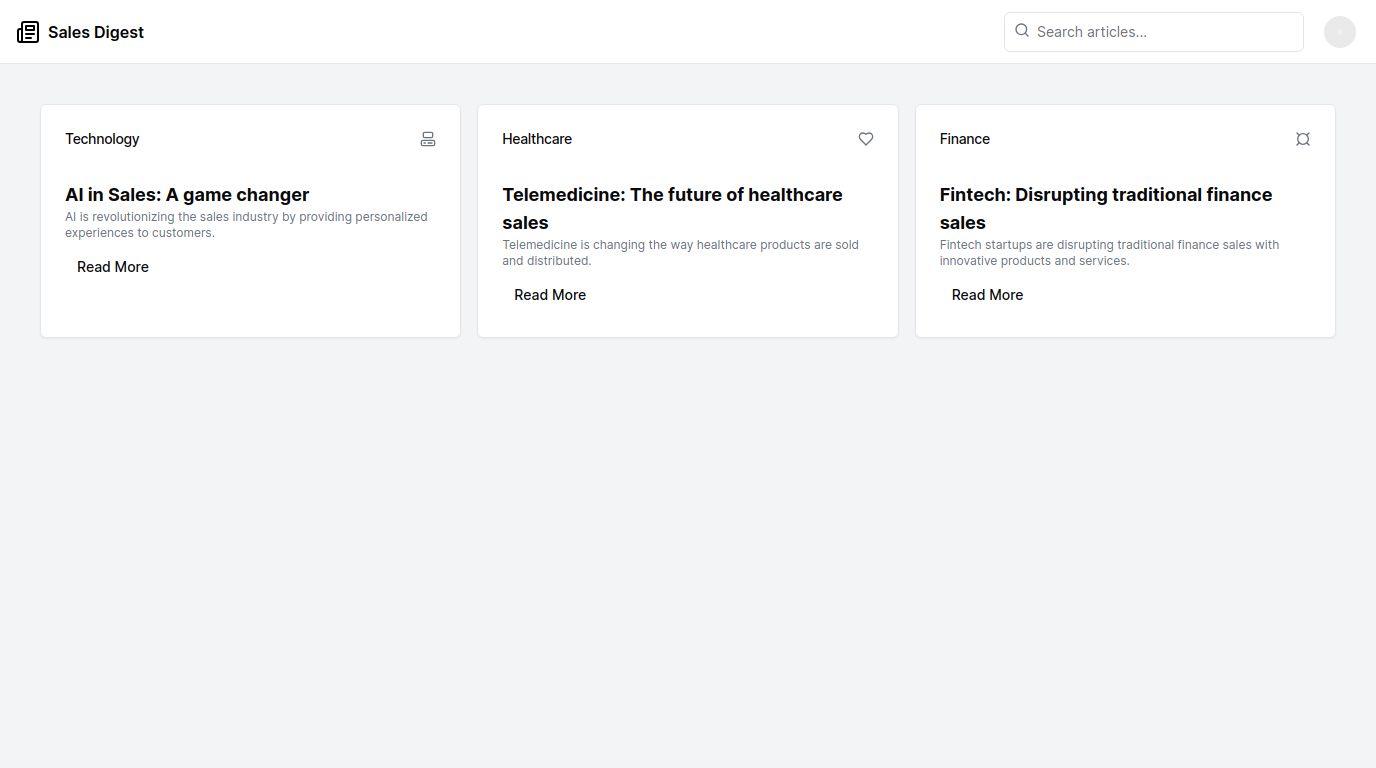 Sales Digest
Search articles...
Technology
AI in Sales: A game changer
AI is revolutionizing the sales industry by providing personalized
experiences to customers.
Read More
Healthcare
Telemedicine: The future of healthcare
sales
Telemedicine is changing the way healthcare products are sold
and distributed.
Read More
Finance
Fintech: Disrupting traditional finance
sales
Fintech startups are disrupting traditional finance sales with
innovative products and services.
Read More